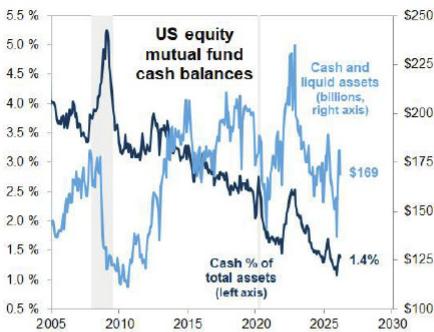 US equity
mutual fund
cash balances
5.5 %
5.0 %
4.5 %
4.0 %
3.5 %
3.0 %
2.5 %
2.0 %
1.5 %
1.0 %
0.5 %
$250
$225
$200
$175
$150
$125
$100
Cash and
liquid assets
(billions,
right axis)
$169
1.4%
Cash % of
total assets
(left axis)
2005
2010
2015
2020
2025
2030